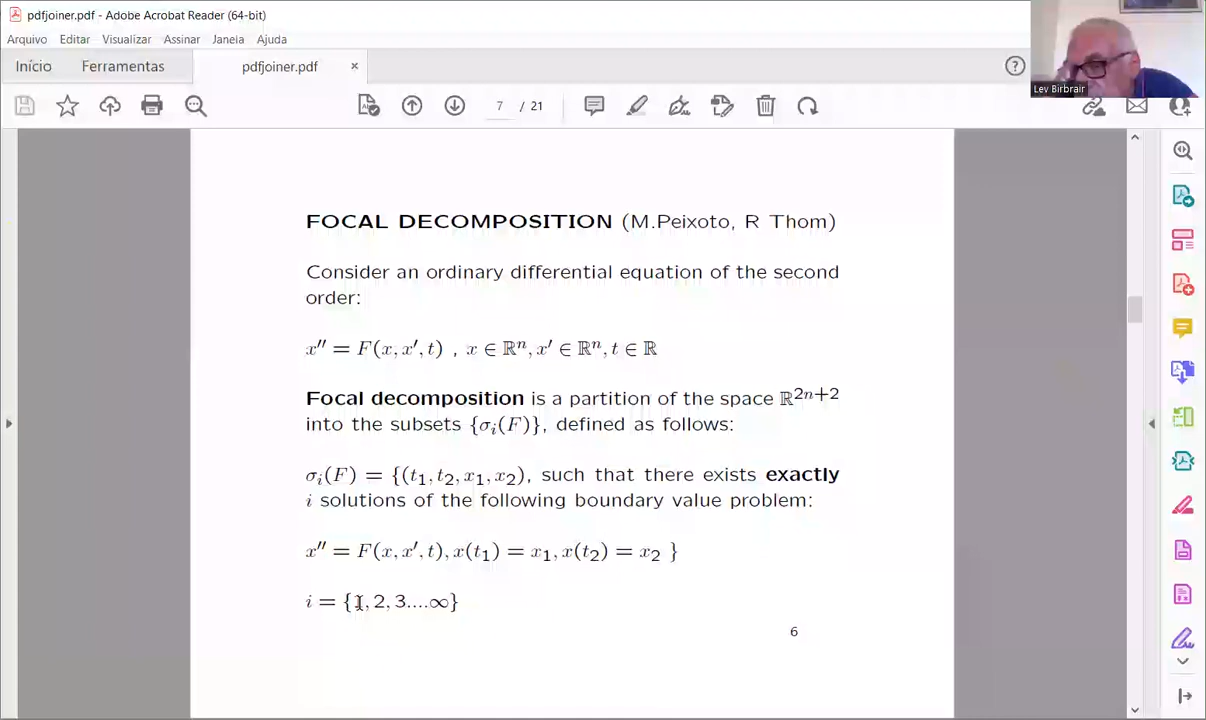 pdfjoiner.pdf - Adobe Acrobat Reader (64-bit)
Arquivo Editar Visualizar Assinar Janela Ajuda
Início Ferramentas pdfjoiner.pdf ×
7 / 21
Lev Birbrair
FOCAL DECOMPOSITION (M.Peixoto, R Thom)
Consider an ordinary differential equation of the second
order:
x′′ = F(x, x′, t) , x ∈ ℝⁿ, x′ ∈ ℝⁿ, t ∈ ℝ
Focal decomposition is a partition of the space ℝ²ⁿ⁺²
into the subsets {σᵢ(F)}, defined as follows:
σᵢ(F) = {(t₁, t₂, x₁, x₂), such that there exists exactly
i solutions of the following boundary value problem:
x′′ = F(x, x′, t), x(t₁) = x₁, x(t₂) = x₂ }
i = {1, 2, 3....∞}
6